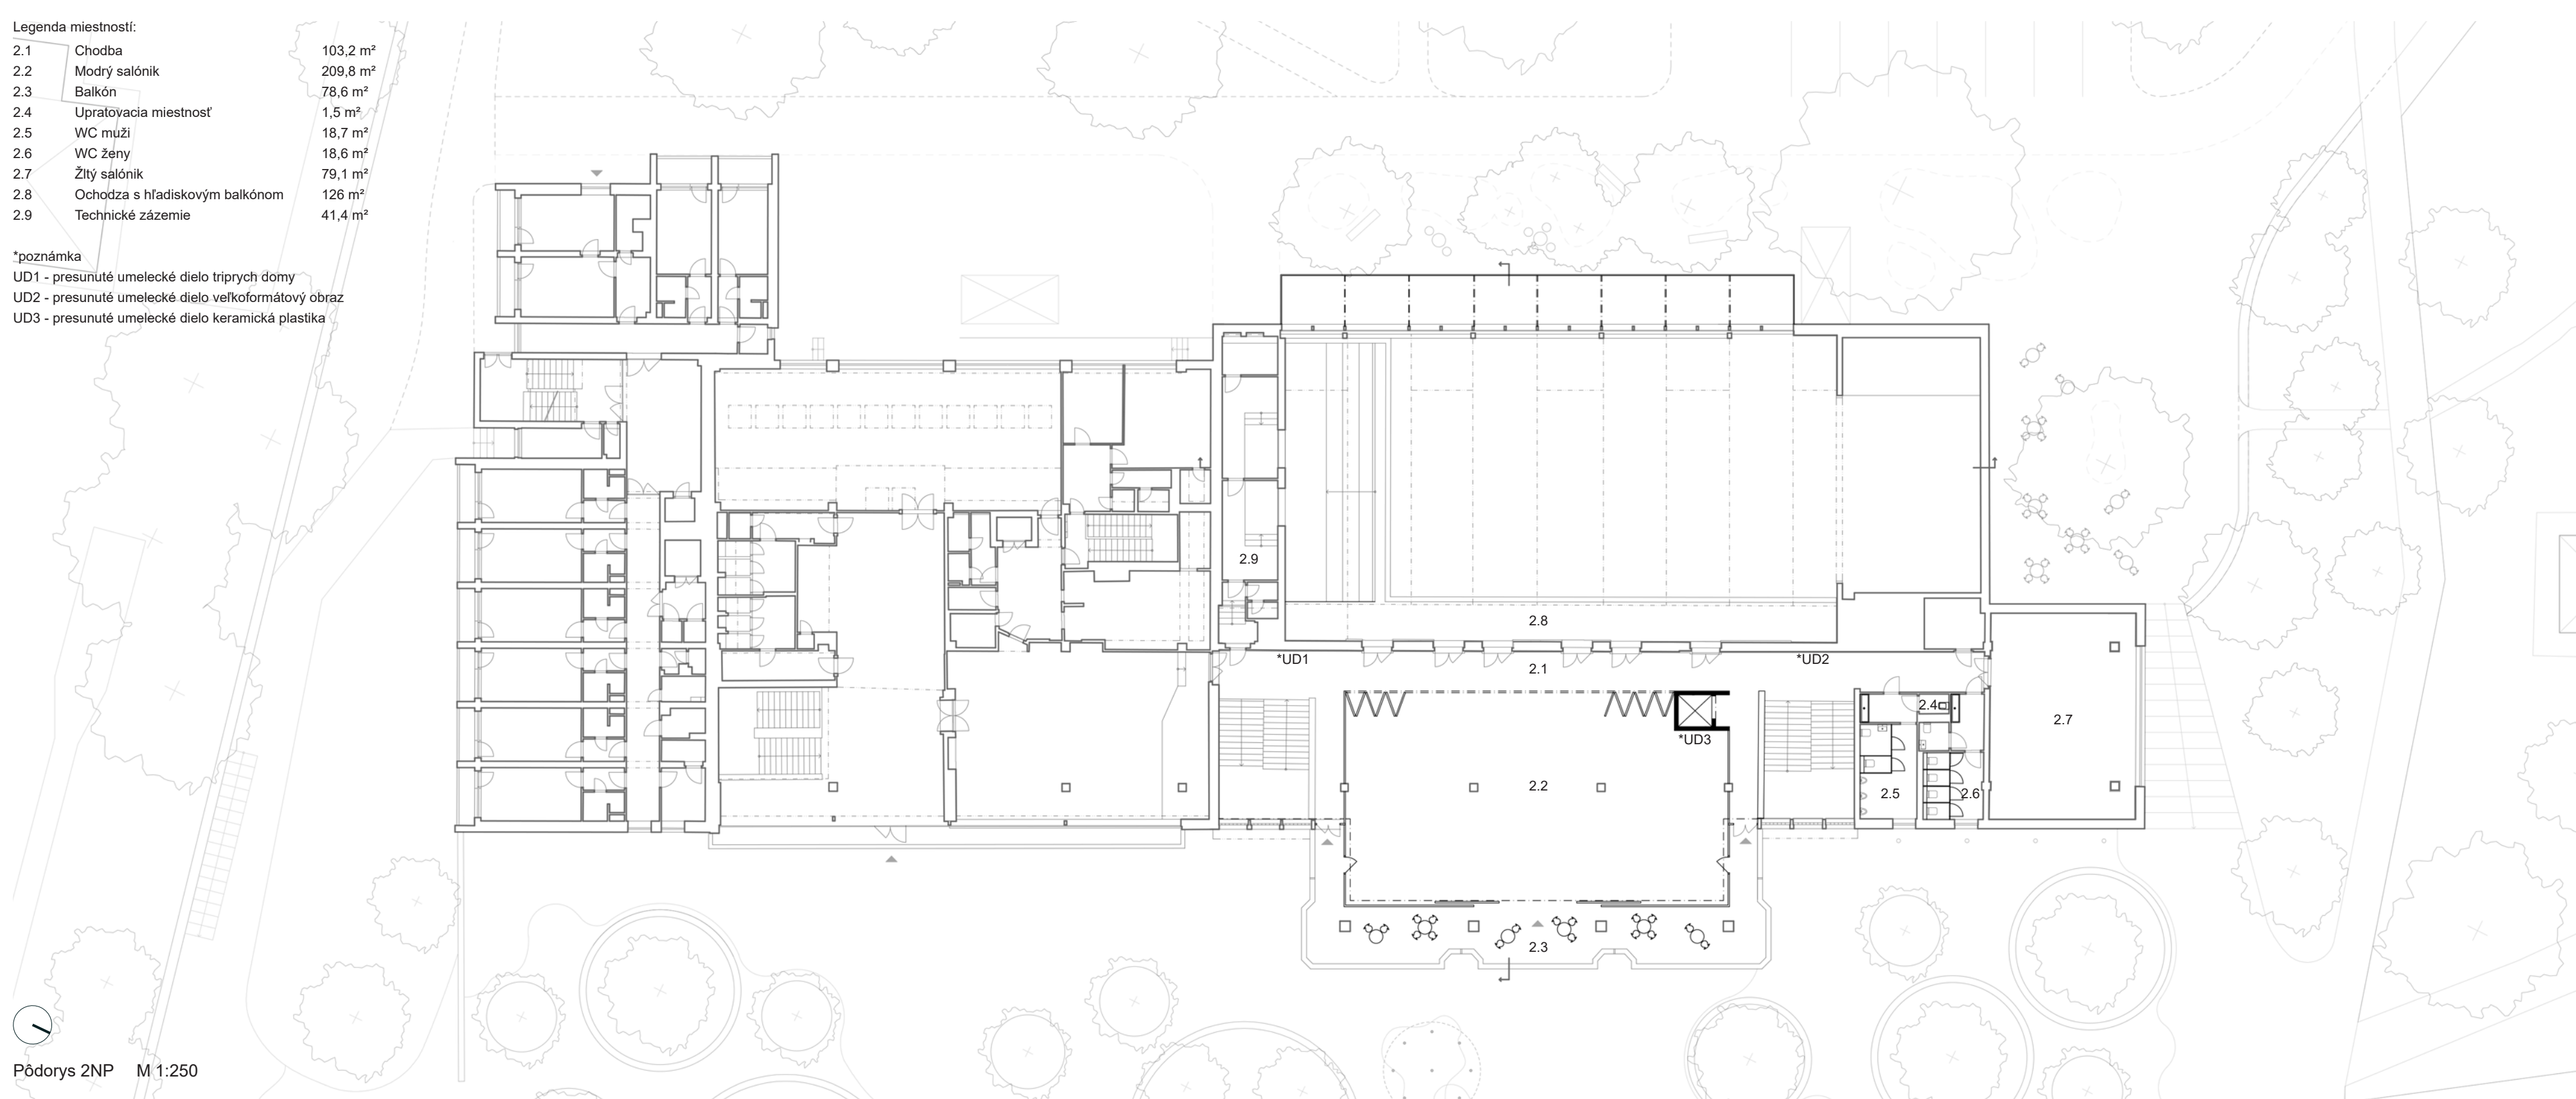 Legenda miestností:
2.1 Chodba 103,2 m²
2.2 Modrý salónik 209,8 m²
2.3 Balkón 78,6 m²
2.4 Upratovacia miestnosť 1,5 m²
2.5 WC muži 18,7 m²
2.6 WC ženy 18,6 m²
2.7 Žltý salónik 79,1 m²
2.8 Ochodza s hľadiskovým balkónom 126 m²
2.9 Technické zázemie 41,4 m²
*poznámka
UD1 - presunuté umelecké dielo triprych domy
UD2 - presunuté umelecké dielo veľkoformátový obraz
UD3 - presunuté umelecké dielo keramická plastika
2.9
2.8
*UD1
2.1
*UD2
2.4
2.7
*UD3
2.2
2.5
2.6
2.3
Pôdorys 2NP M 1:250